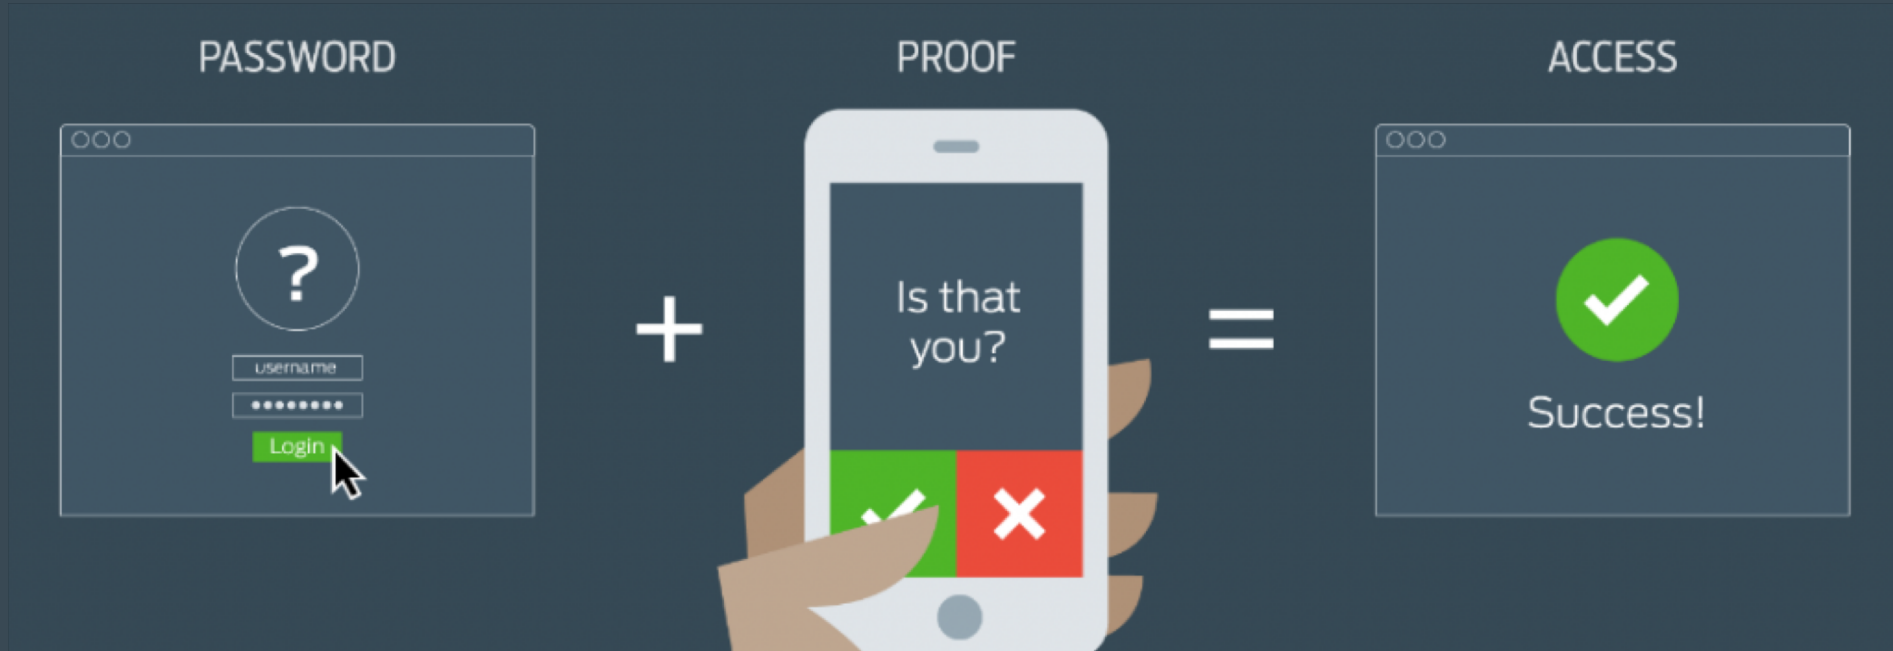 PASSWORD
PROOF
ACCESS
?
username
••••••••
Login
+
Is that
you?
=
Success!